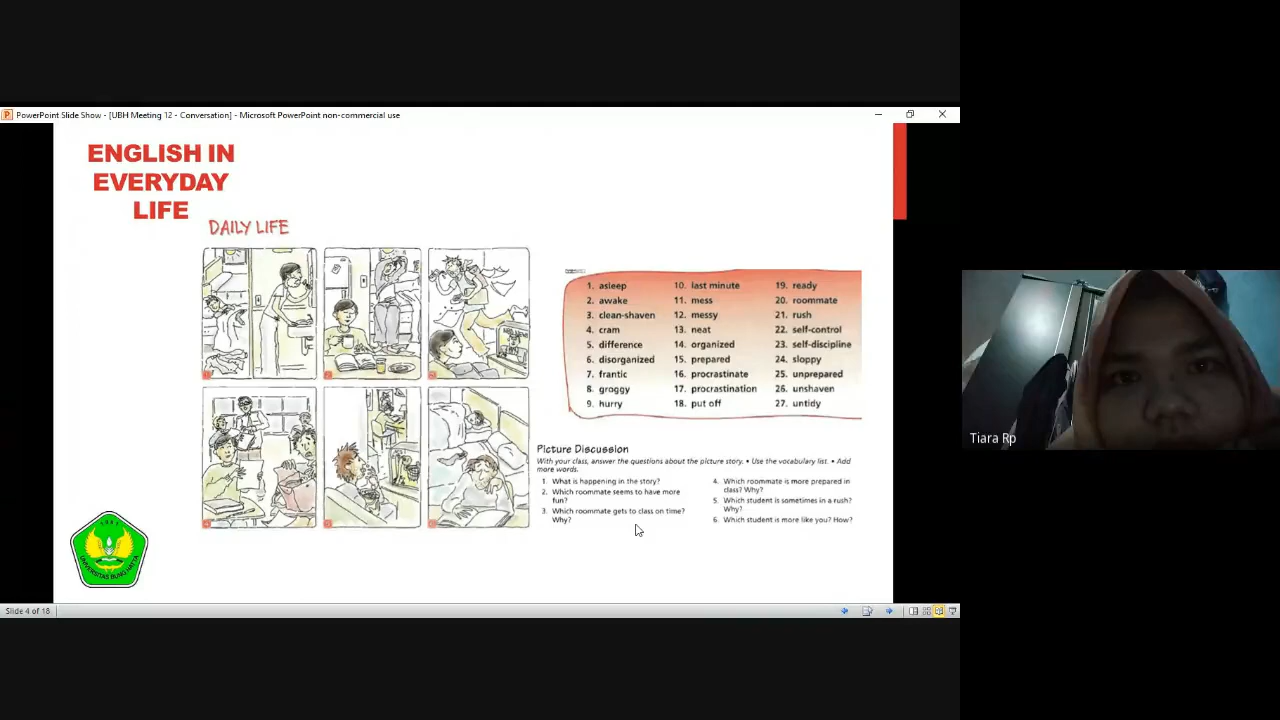 PowerPoint Slide Show - [UBH Meeting 12 - Conversation] - Microsoft PowerPoint non-commercial use
ENGLISH IN
EVERYDAY
LIFE
DAILY LIFE
1. asleep
2. awake
3. clean-shaven
4. cram
5. difference
6. disorganized
7. frantic
8. groggy
9. hurry
10. last minute
11. mess
12. messy
13. neat
14. organized
15. prepared
16. procrastinate
17. procrastination
18. put off
19. ready
20. roommate
21. rush
22. self-control
23. self-discipline
24. sloppy
25. unprepared
26. unshaven
27. untidy
Picture Discussion
With your class, answer the questions about the picture story. • Use the vocabulary list. • Add
more words.
1. What is happening in the story?
2. Which roommate seems to have more
fun?
3. Which roommate gets to class on time?
Why?
4. Which roommate is more prepared in
class? Why?
5. Which student is sometimes in a rush?
Why?
6. Which student is more like you? How?
1981
UNIVERSITAS BUNG HATTA
Tiara Rp
Slide 4 of 18